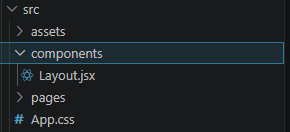 src
assets
components
Layout.jsx
pages
# App.css